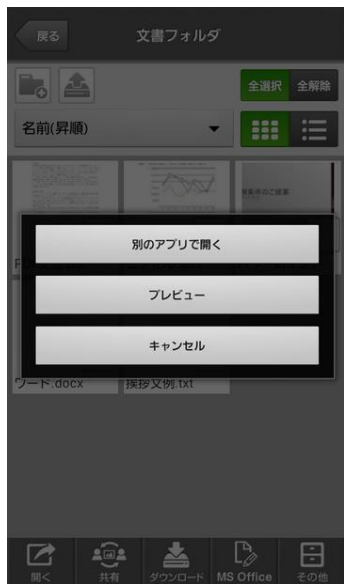 戻る
文書フォルダ
全選択
全解除
名前(昇順)
別のアプリで開く
プレビュー
キャンセル
ワード.docx
挨拶文例.txt
開く
共有
ダウンロード
MS Office
その他